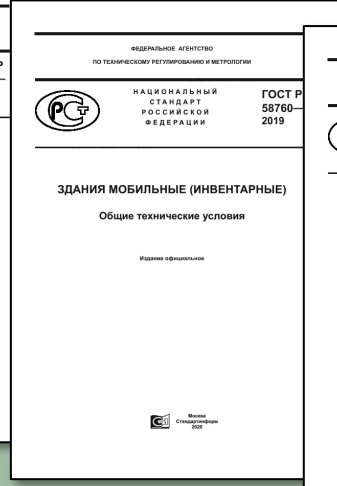 ФЕДЕРАЛЬНОЕ АГЕНТСТВО
ПО ТЕХНИЧЕСКОМУ РЕГУЛИРОВАНИЮ И МЕТРОЛОГИИ
НАЦИОНАЛЬНЫЙ
СТАНДАРТ
РОССИЙСКОЙ
ФЕДЕРАЦИИ
ГОСТ Р
58760—
2019
ЗДАНИЯ МОБИЛЬНЫЕ (ИНВЕНТАРНЫЕ)
Общие технические условия
Издание официальное
Москва
Стандартинформ
2020